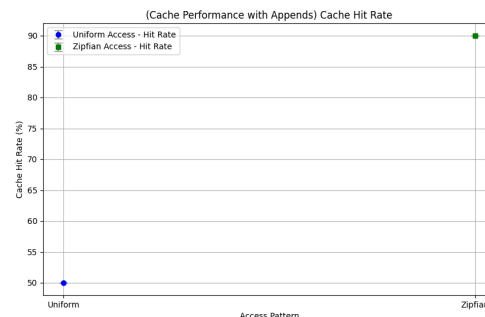 (Cache Performance with Appends) Cache Hit Rate
Uniform Access - Hit Rate
Zipfian Access - Hit Rate
90
85
80
75
70
65
60
55
50
Cache Hit Rate (%)
Uniform
Zipfian
Access Pattern